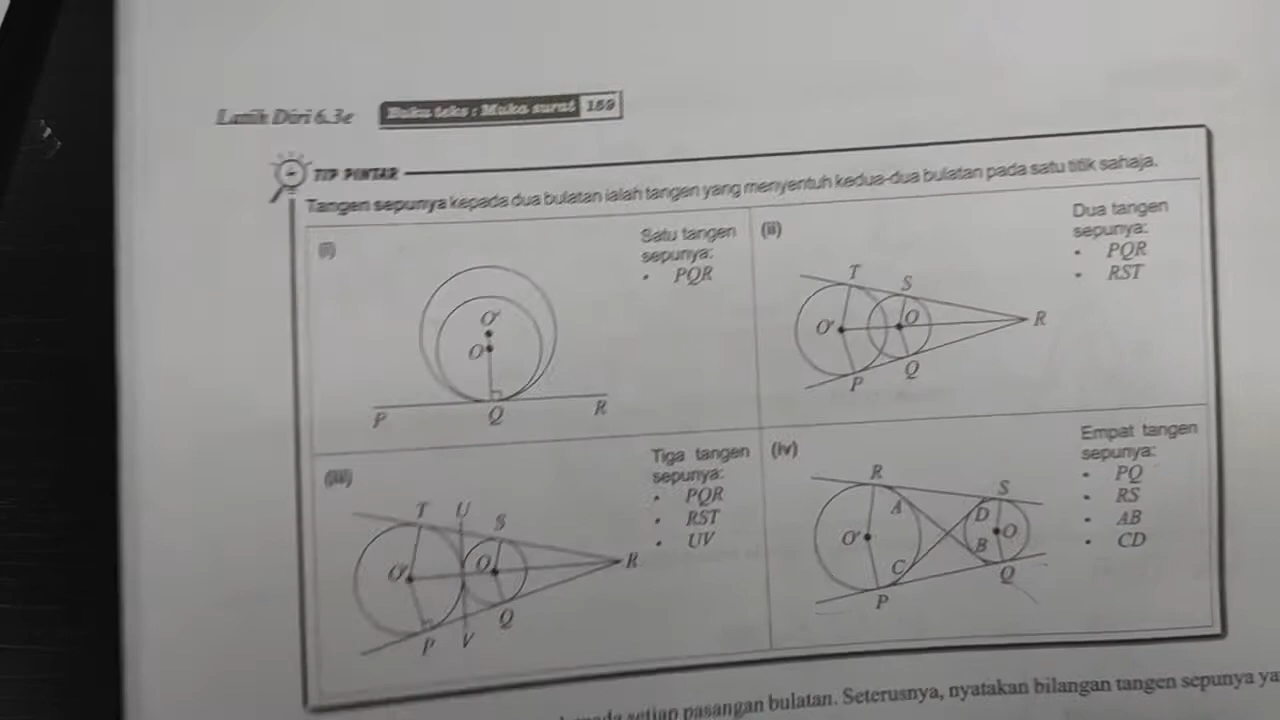 Latih Diri 6.3e Buku teks : Muka surat 159
TIP PINTAR
Tangen sepunya kepada dua bulatan ialah tangen yang menyentuh kedua-dua bulatan pada satu titik sahaja.
(i)
Satu tangen
sepunya:
• PQR
O'
O
P
Q
R
(ii)
Dua tangen
sepunya:
• PQR
• RST
T
S
O'
O
R
P
Q
(iii)
Tiga tangen
sepunya:
• PQR
• RST
• UV
T
U
S
O'
O
R
P
V
Q
(iv)
Empat tangen
sepunya:
• PQ
• RS
• AB
• CD
R
S
A
D
O'
O
B
C
P
Q
pada setiap pasangan bulatan. Seterusnya, nyatakan bilangan tangen sepunya